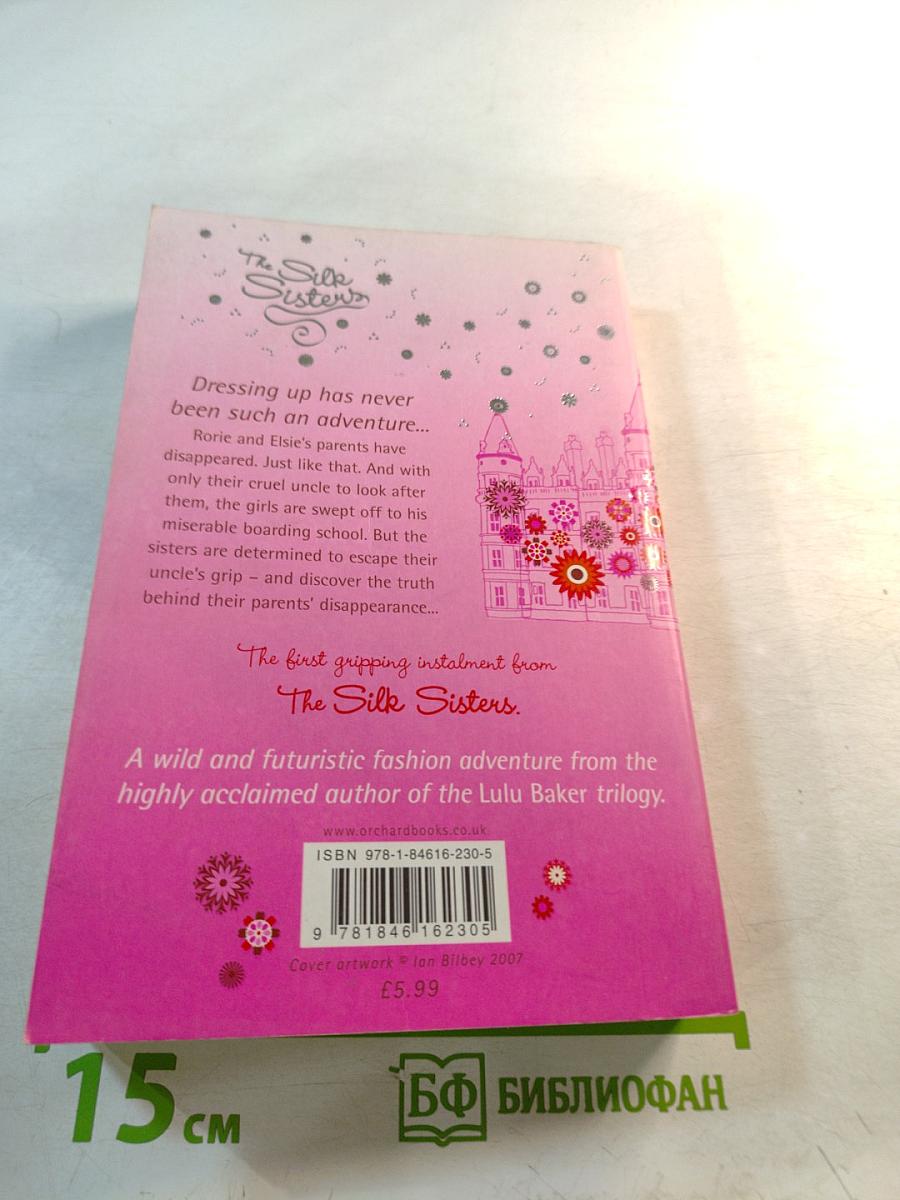 The Silk
Sisters
Dressing up has never
been such an adventure...
Rorie and Elsie's parents have
disappeared. Just like that. And with
only their cruel uncle to look after
them, the girls are swept off to his
miserable boarding school. But the
sisters are determined to escape their
uncle's grip – and discover the truth
behind their parents' disappearance...
The first gripping instalment from
The Silk Sisters.
A wild and futuristic fashion adventure from the
highly acclaimed author of the Lulu Baker trilogy.
www.orchardbooks.co.uk
ISBN 978-1-84616-230-5
9 781846 162305
Cover artwork © Ian Bilbey 2007
£5.99
15 см
БФ БИБЛИОФАН